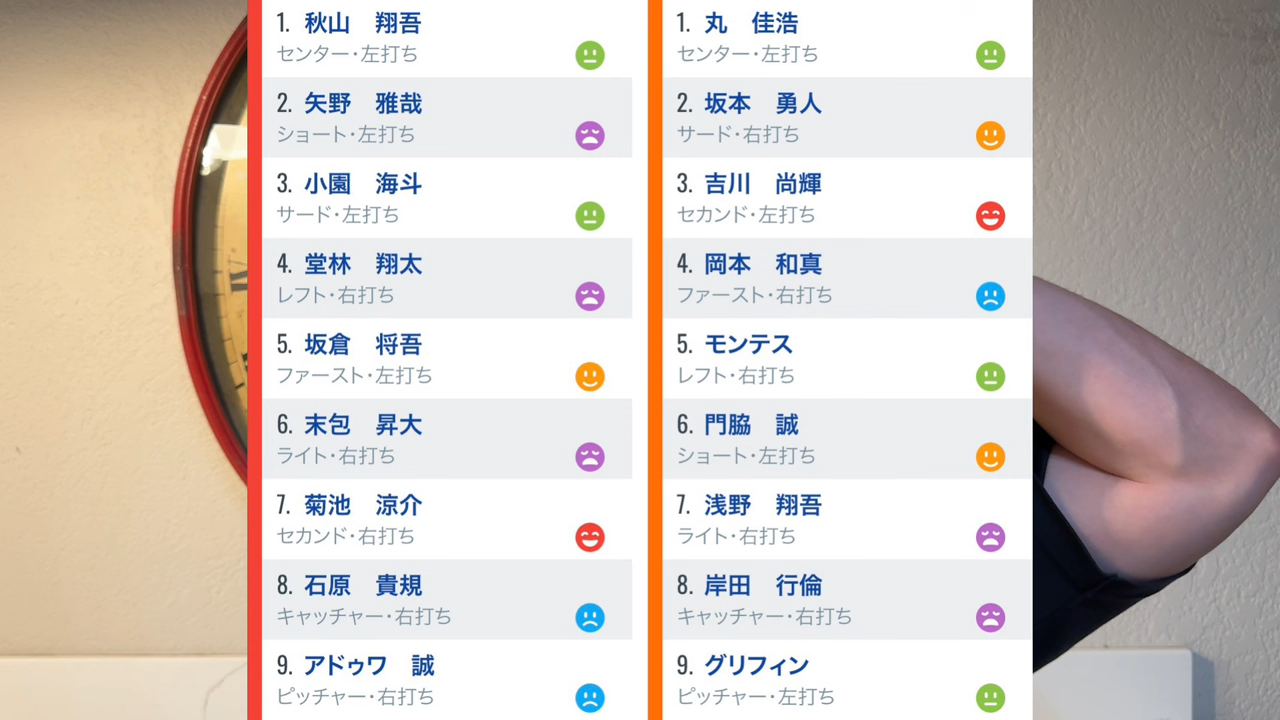 1. 秋山 翔吾
センター・左打ち
2. 矢野 雅哉
ショート・左打ち
3. 小園 海斗
サード・左打ち
4. 堂林 翔太
レフト・右打ち
5. 坂倉 将吾
ファースト・左打ち
6. 末包 昇大
ライト・右打ち
7. 菊池 涼介
セカンド・右打ち
8. 石原 貴規
キャッチャー・右打ち
9. アドゥワ 誠
ピッチャー・右打ち
1. 丸 佳浩
センター・左打ち
2. 坂本 勇人
サード・右打ち
3. 吉川 尚輝
セカンド・左打ち
4. 岡本 和真
ファースト・右打ち
5. モンテス
レフト・右打ち
6. 門脇 誠
ショート・左打ち
7. 浅野 翔吾
ライト・右打ち
8. 岸田 行倫
キャッチャー・右打ち
9. グリフィン
ピッチャー・左打ち